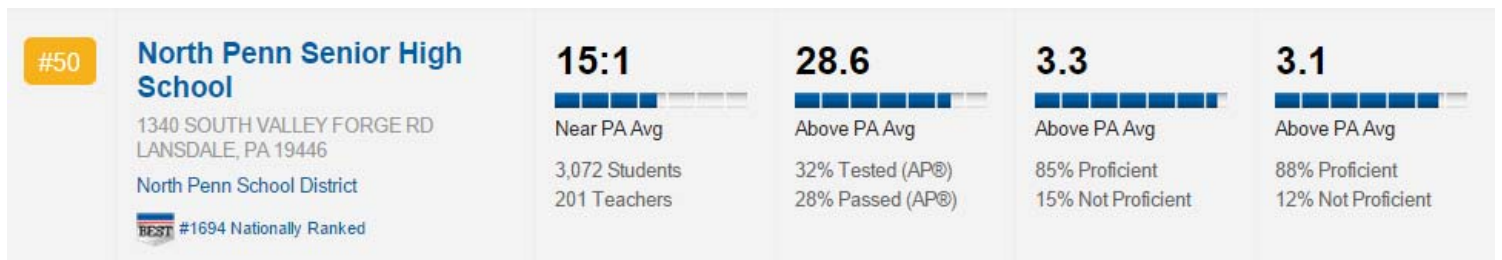 #50
North Penn Senior High
School
1340 SOUTH VALLEY FORGE RD
LANSDALE, PA 19446
North Penn School District
BEST #1694 Nationally Ranked
15:1
Near PA Avg
3,072 Students
201 Teachers
28.6
Above PA Avg
32% Tested (AP®)
28% Passed (AP®)
3.3
Above PA Avg
85% Proficient
15% Not Proficient
3.1
Above PA Avg
88% Proficient
12% Not Proficient